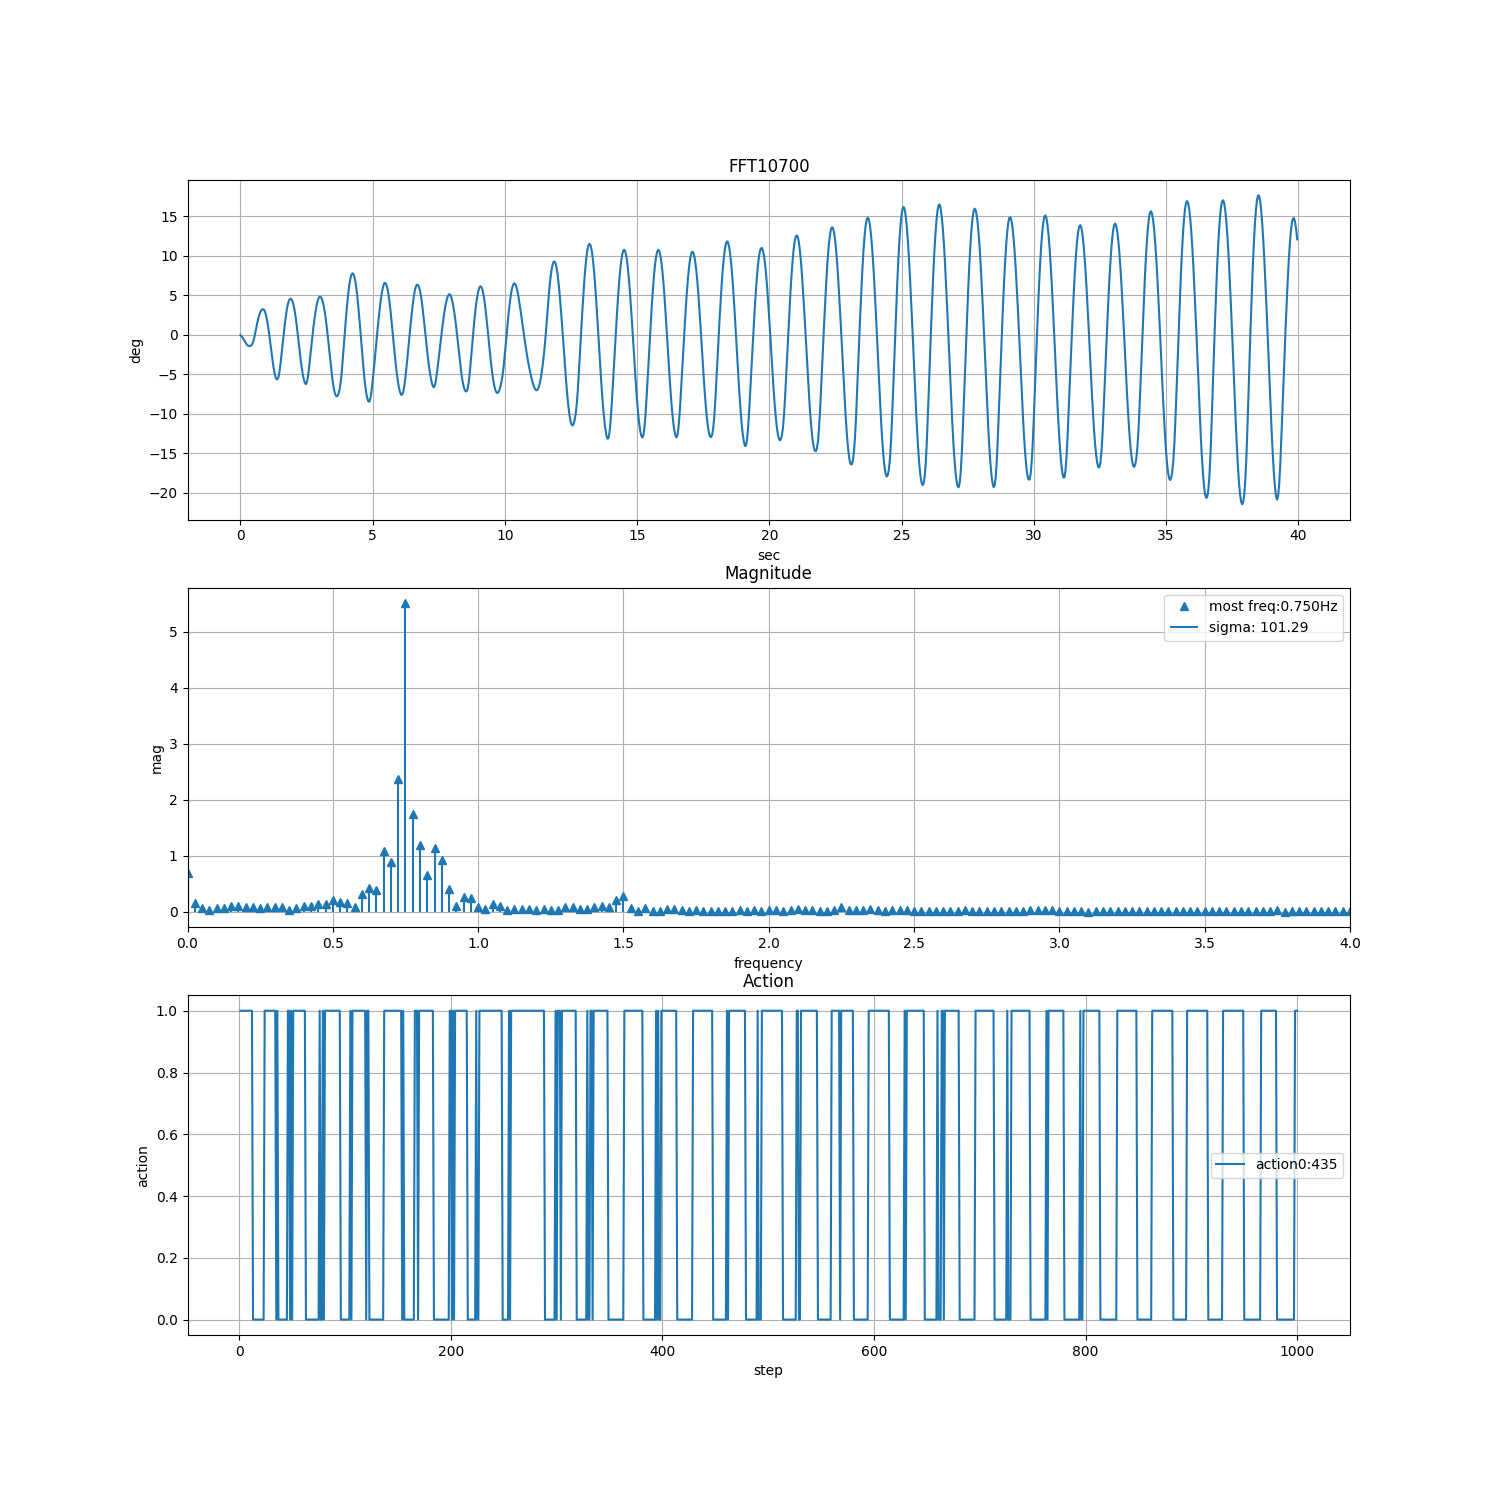 FFT10700
15
10
5
0
−5
−10
−15
−20
deg
0 5 10 15 20 25 30 35 40
sec
Magnitude
most freq:0.750Hz
sigma: 101.29
5
4
3
2
1
0
mag
0.0 0.5 1.0 1.5 2.0 2.5 3.0 3.5 4.0
frequency
Action
1.0
0.8
0.6
0.4
0.2
0.0
action
action0:435
0 200 400 600 800 1000
step